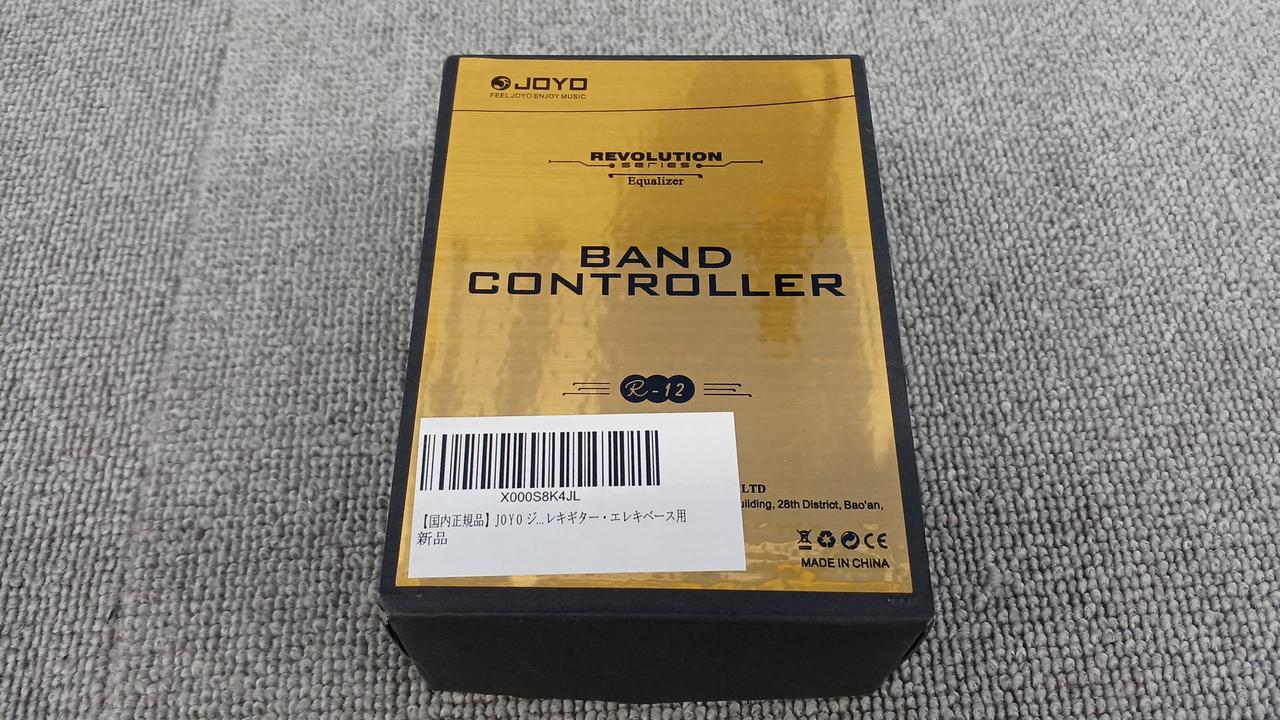 JOYO
FEEL JOYO ENJOY MUSIC
REVOLUTION
series
Equalizer
BAND
CONTROLLER
R-12
X000S8K4JL
【国内正規品】JOYO ジ...レキギター・エレキベース用
新品
LTD
uilding, 28th District, Bao'an,
CE
MADE IN CHINA